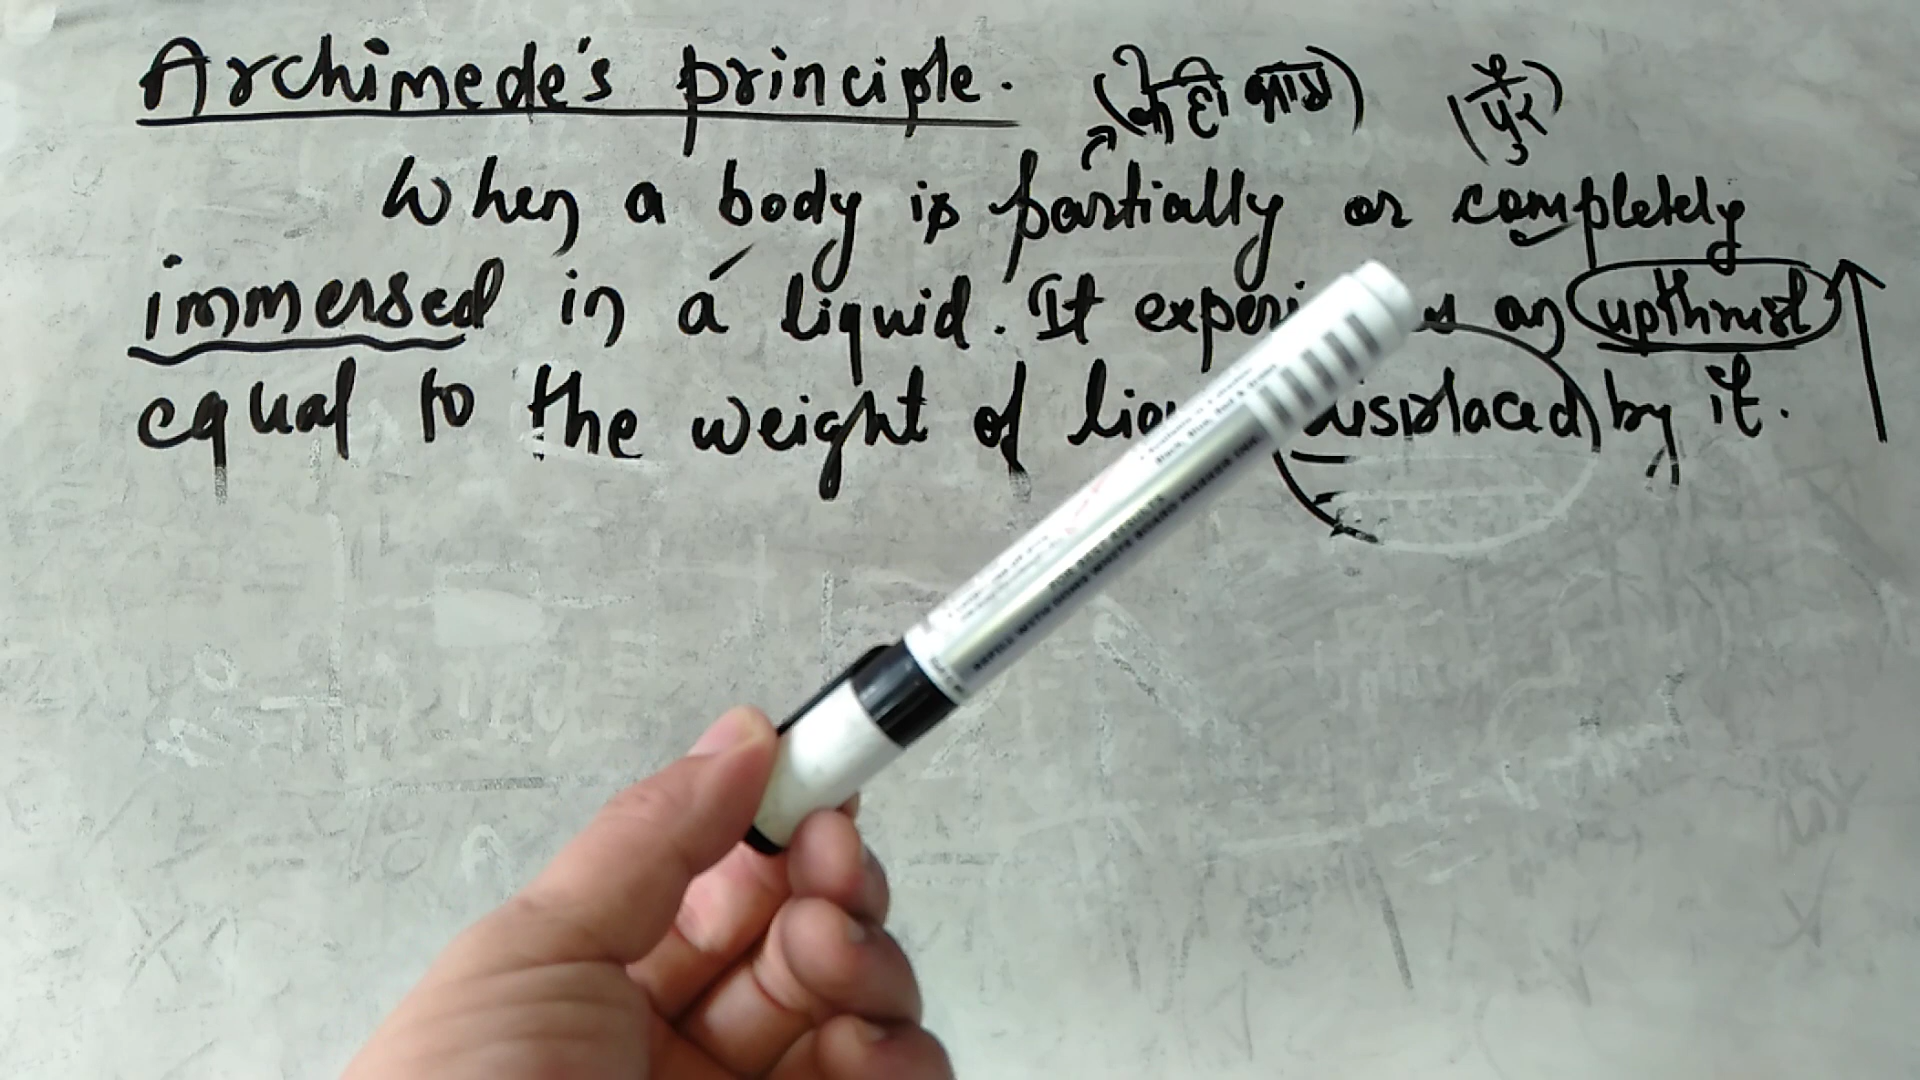 Archimede's principle.
When a body is partially or completely
immersed in a liquid. It an upthrust
equal to the weight of by it.